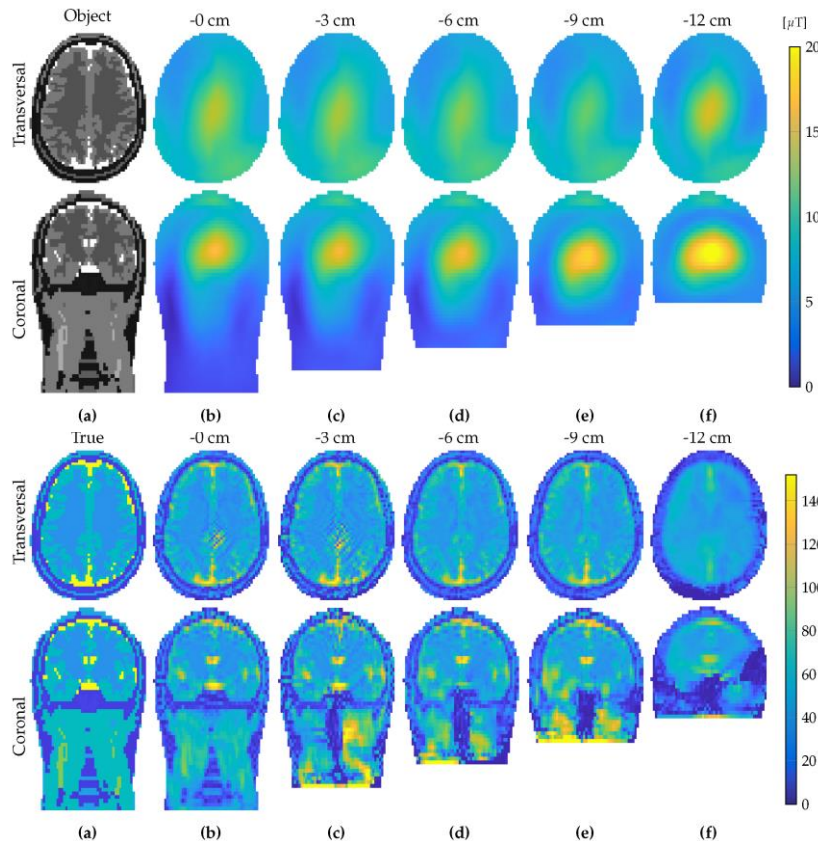 Object -0 cm -3 cm -6 cm -9 cm -12 cm [µT]
Transversal
Coronal
20
15
10
5
0
(a) (b) (c) (d) (e) (f)
True -0 cm -3 cm -6 cm -9 cm -12 cm
Transversal
Coronal
140
120
100
80
60
40
20
0
(a) (b) (c) (d) (e) (f)